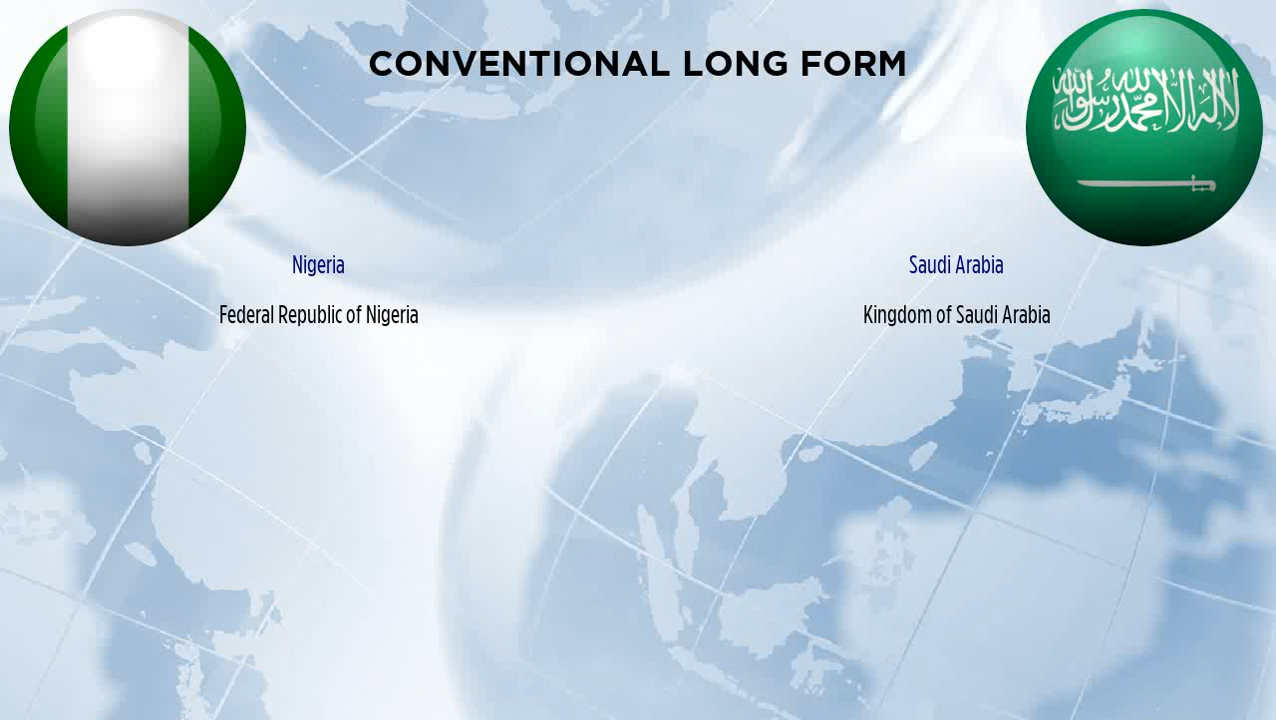 CONVENTIONAL LONG FORM
لا إله إلا الله محمد رسول الله
Nigeria
Saudi Arabia
Federal Republic of Nigeria
Kingdom of Saudi Arabia